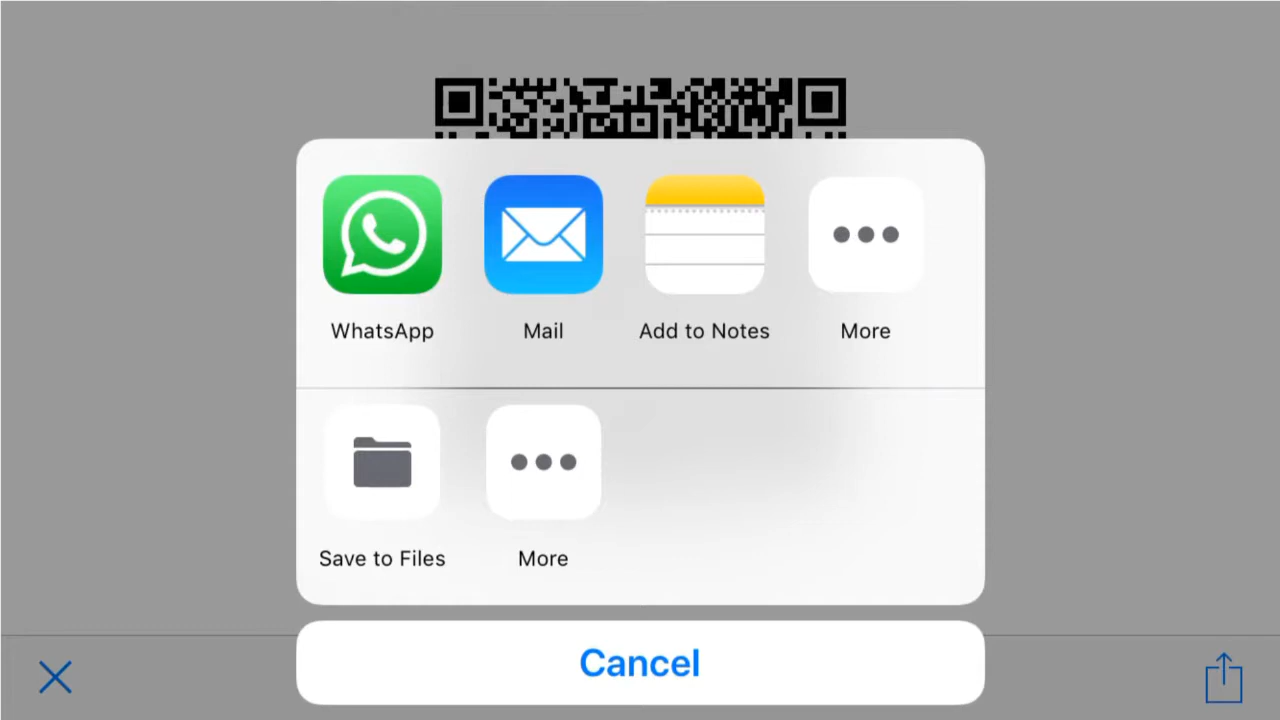 WhatsApp
Mail
Add to Notes
More
Save to Files
More
Cancel